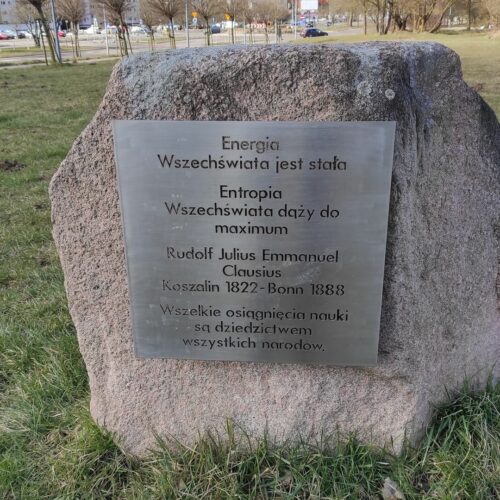 Energia
Wszechświata jest stała
Entropia
Wszechświata dąży do
maximum
Rudolf Julius Emmanuel
Clausius
Koszalin 1822-Bonn 1888
Wszelkie osiągnięcia nauki
są dziedzictwem
wszystkich narodow.